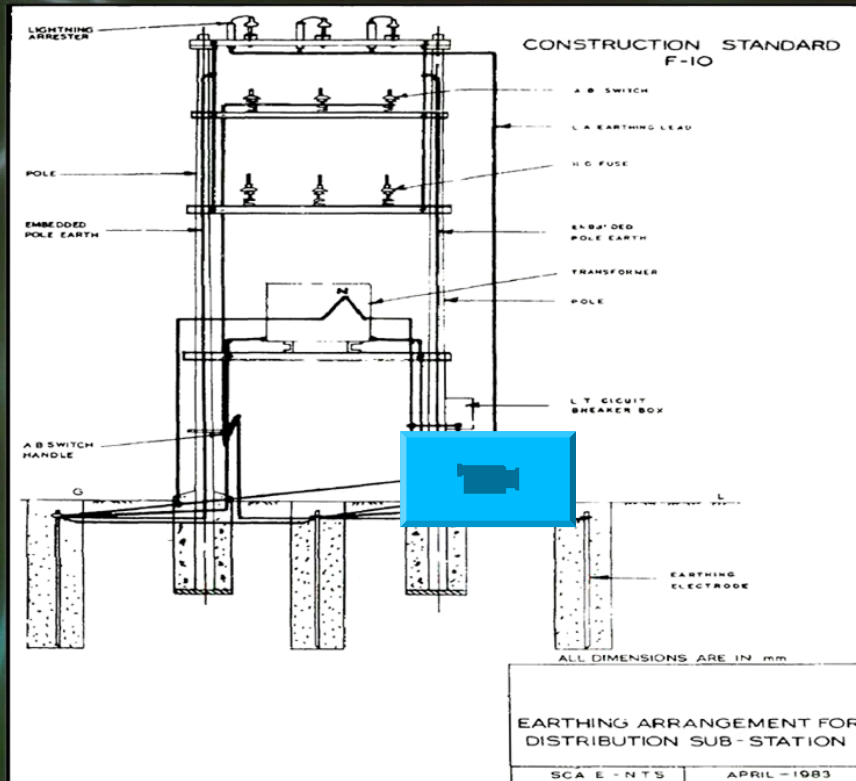 LIGHTNING
ARRESTER
CONSTRUCTION STANDARD
F-10
A B SWITCH
L A EARTHING LEAD
H G FUSE
POLE
EMBEDDED
POLE EARTH
EMBEDDED
POLE EARTH
TRANSFORMER
N
POLE
L T CICUIT
BREAKER BOX
A B SWITCH
HANDLE
G
L
EARTHING
ELECTRODE
ALL DIMENSIONS ARE IN mm
EARTHING ARRANGEMENT FOR
DISTRIBUTION SUB-STATION
SCA E - NTS
APRIL - 1983